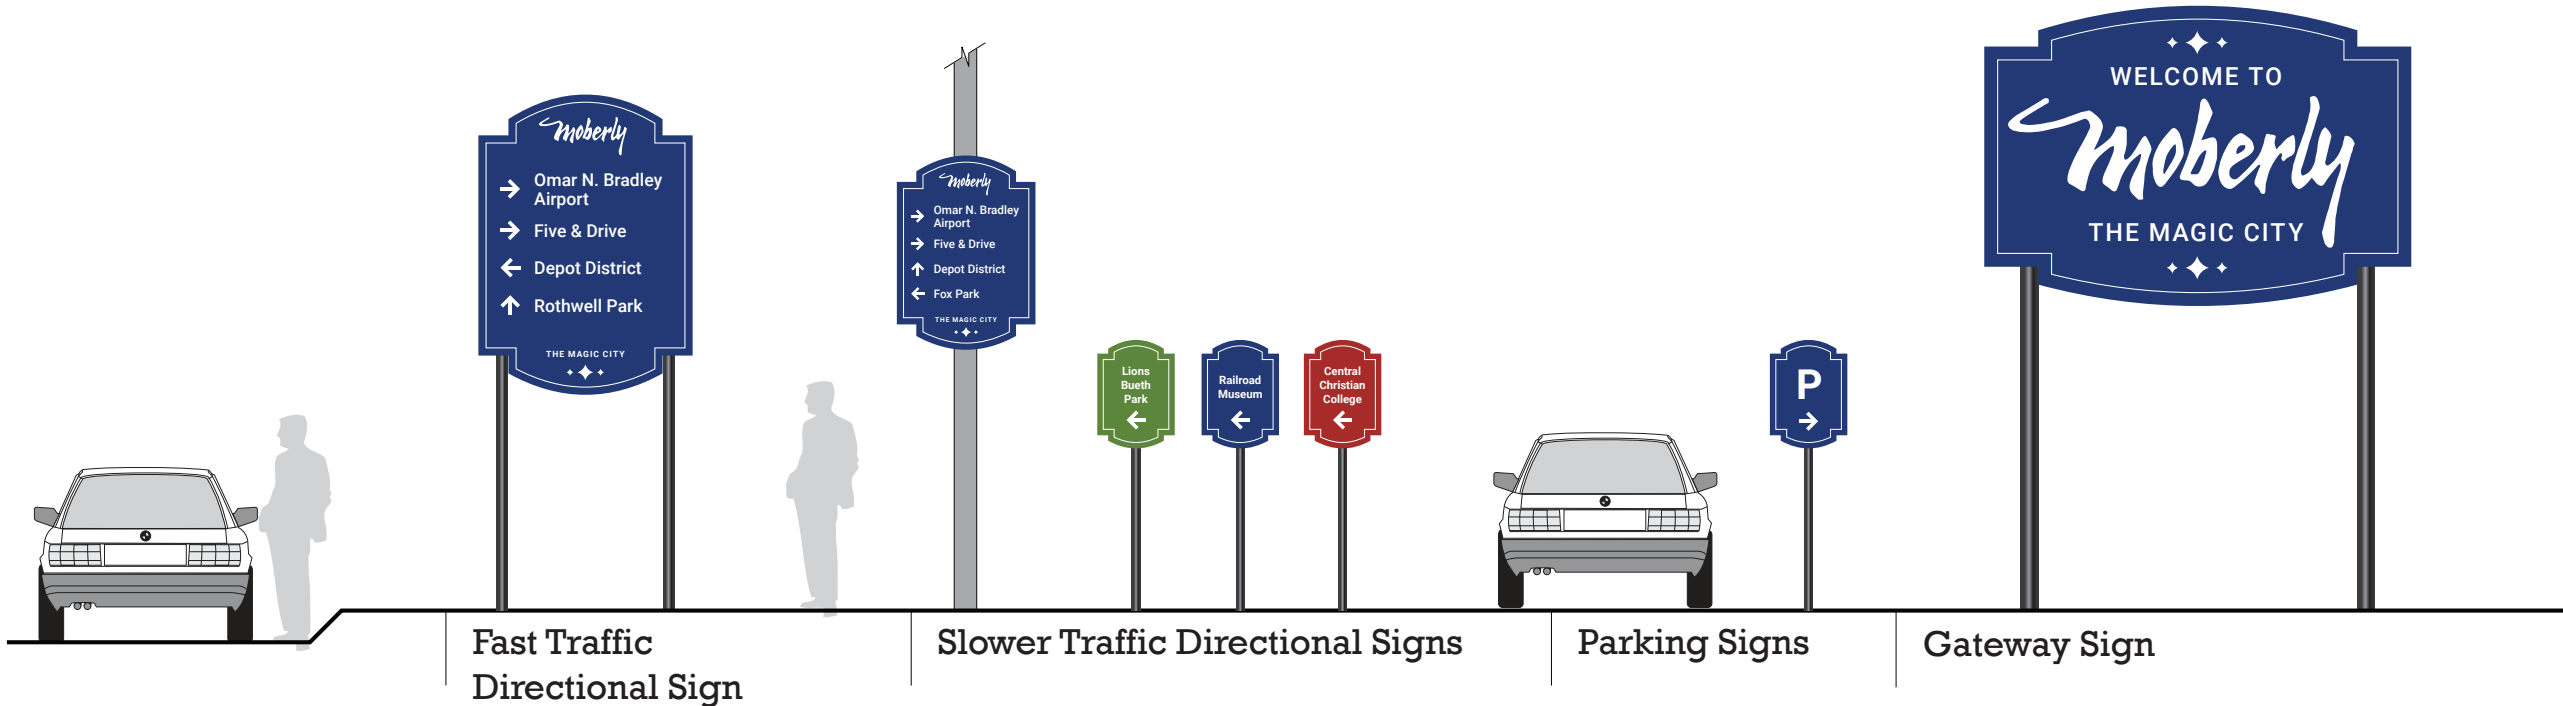 moberly
Omar N. Bradley
Airport
Five & Drive
Depot District
Rothwell Park
THE MAGIC CITY
moberly
Omar N. Bradley
Airport
Five & Drive
Depot District
Fox Park
THE MAGIC CITY
Lions
Bueth
Park
Railroad
Museum
Central
Christian
College
P
WELCOME TO
moberly
THE MAGIC CITY
Fast Traffic
Directional Sign
Slower Traffic Directional Signs
Parking Signs
Gateway Sign